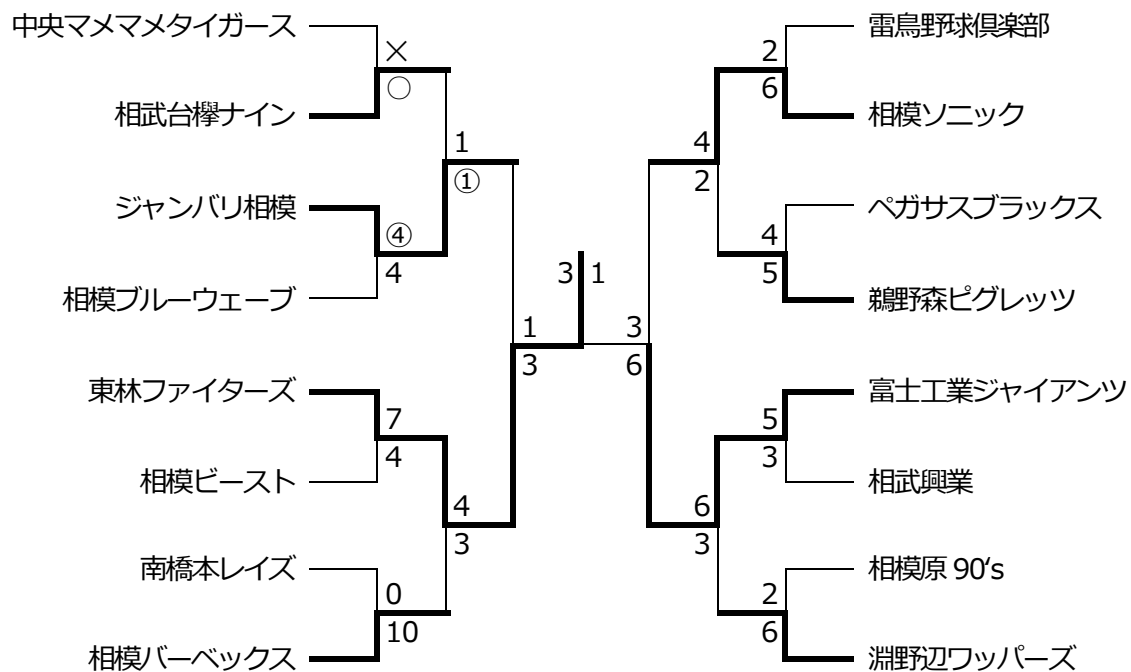 中央マメマメタイガース
×
○
相武台欅ナイン
1
①
ジャンバリ相模
④
4
相模ブルーウェーブ
1
3
東林ファイターズ
7
4
相模ビースト
4
3
南橋本レイズ
0
10
相模バーベックス
3 1
雷鳥野球倶楽部
2
6
相模ソニック
4
2
ペガサスブラックス
4
5
鵜野森ピグレッツ
3
6
富士工業ジャイアンツ
5
3
相武興業
6
3
相模原 90‘s
2
6
淵野辺ワッパーズ